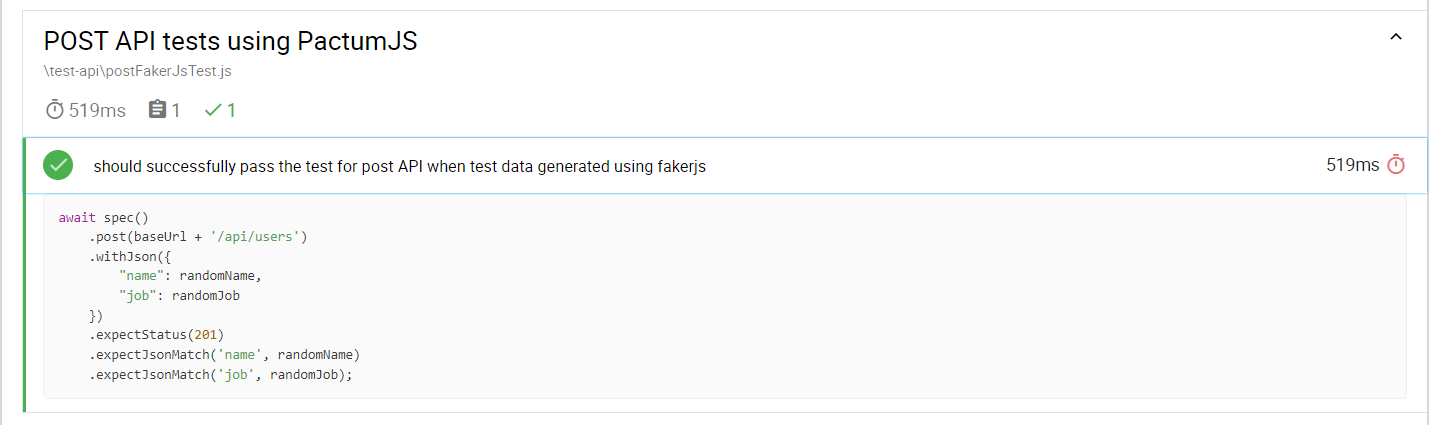 POST API tests using PactumJS
\test-api\postFakerJsTest.js
519ms 1 1
should successfully pass the test for post API when test data generated using fakerjs 519ms
await spec()
    .post(baseUrl + '/api/users')
    .withJson({
        "name": randomName,
        "job": randomJob
    })
    .expectStatus(201)
    .expectJsonMatch('name', randomName)
    .expectJsonMatch('job', randomJob);